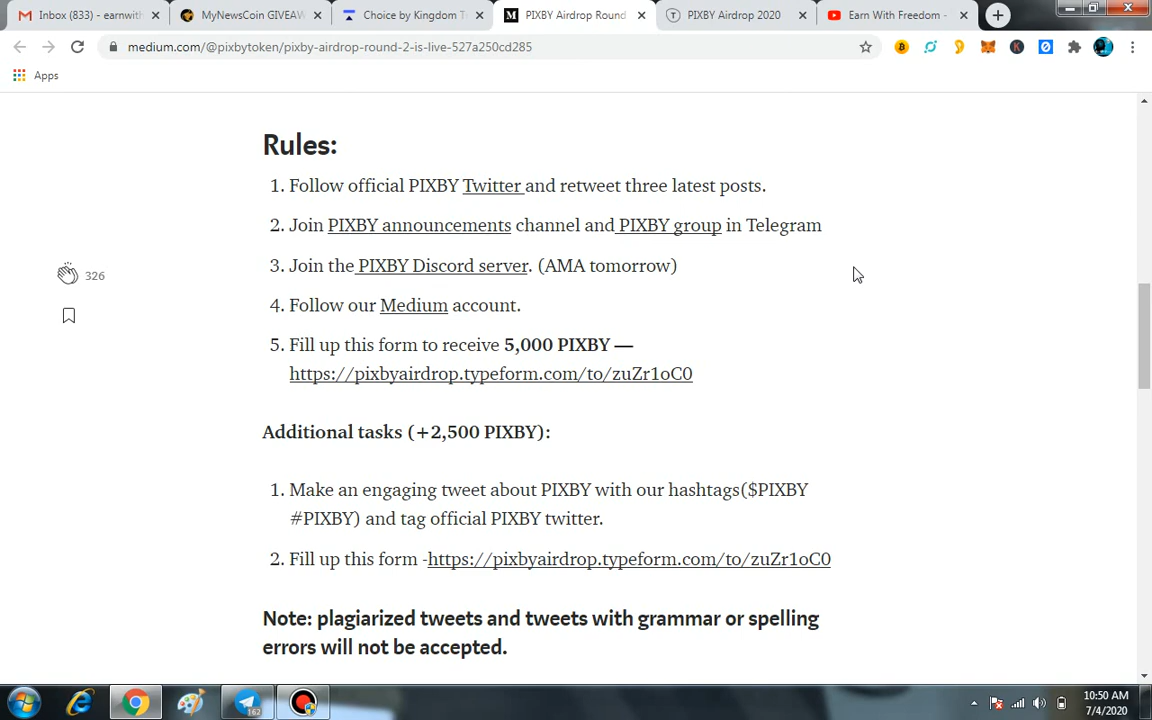 Inbox (833) - earnwith
MyNewsCoin GIVEAW
Choice by Kingdom T
PIXBY Airdrop Round
PIXBY Airdrop 2020
Earn With Freedom -
medium.com/@pixbytoken/pixby-airdrop-round-2-is-live-527a250cd285
Apps
Rules:
1. Follow official PIXBY Twitter and retweet three latest posts.
2. Join PIXBY announcements channel and PIXBY group in Telegram
3. Join the PIXBY Discord server. (AMA tomorrow)
326
4. Follow our Medium account.
5. Fill up this form to receive 5,000 PIXBY —
https://pixbyairdrop.typeform.com/to/zuZr1oC0
Additional tasks (+2,500 PIXBY):
1. Make an engaging tweet about PIXBY with our hashtags($PIXBY
#PIXBY) and tag official PIXBY twitter.
2. Fill up this form -https://pixbyairdrop.typeform.com/to/zuZr1oC0
Note: plagiarized tweets and tweets with grammar or spelling
errors will not be accepted.
162
10:50 AM
7/4/2020